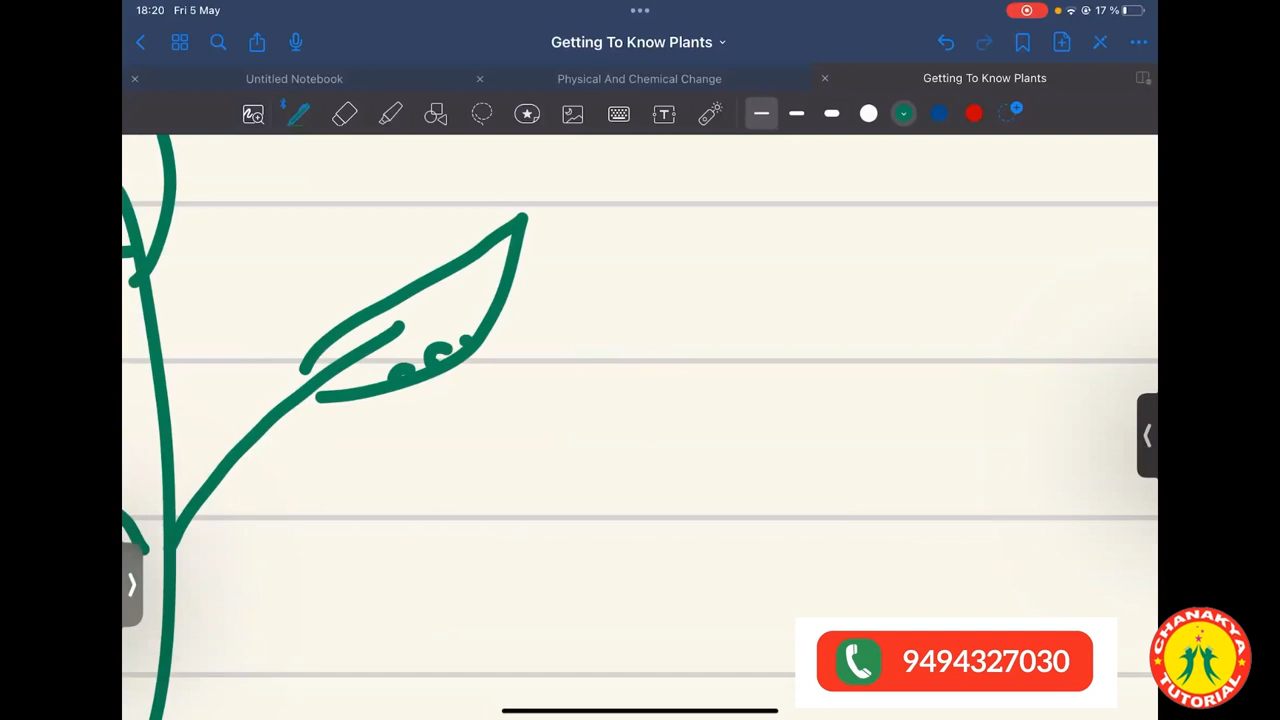 18:20 Fri 5 May
17 %
Getting To Know Plants
Untitled Notebook
Physical And Chemical Change
Getting To Know Plants
T
9494327030
CHANAKYA
TUTORIAL